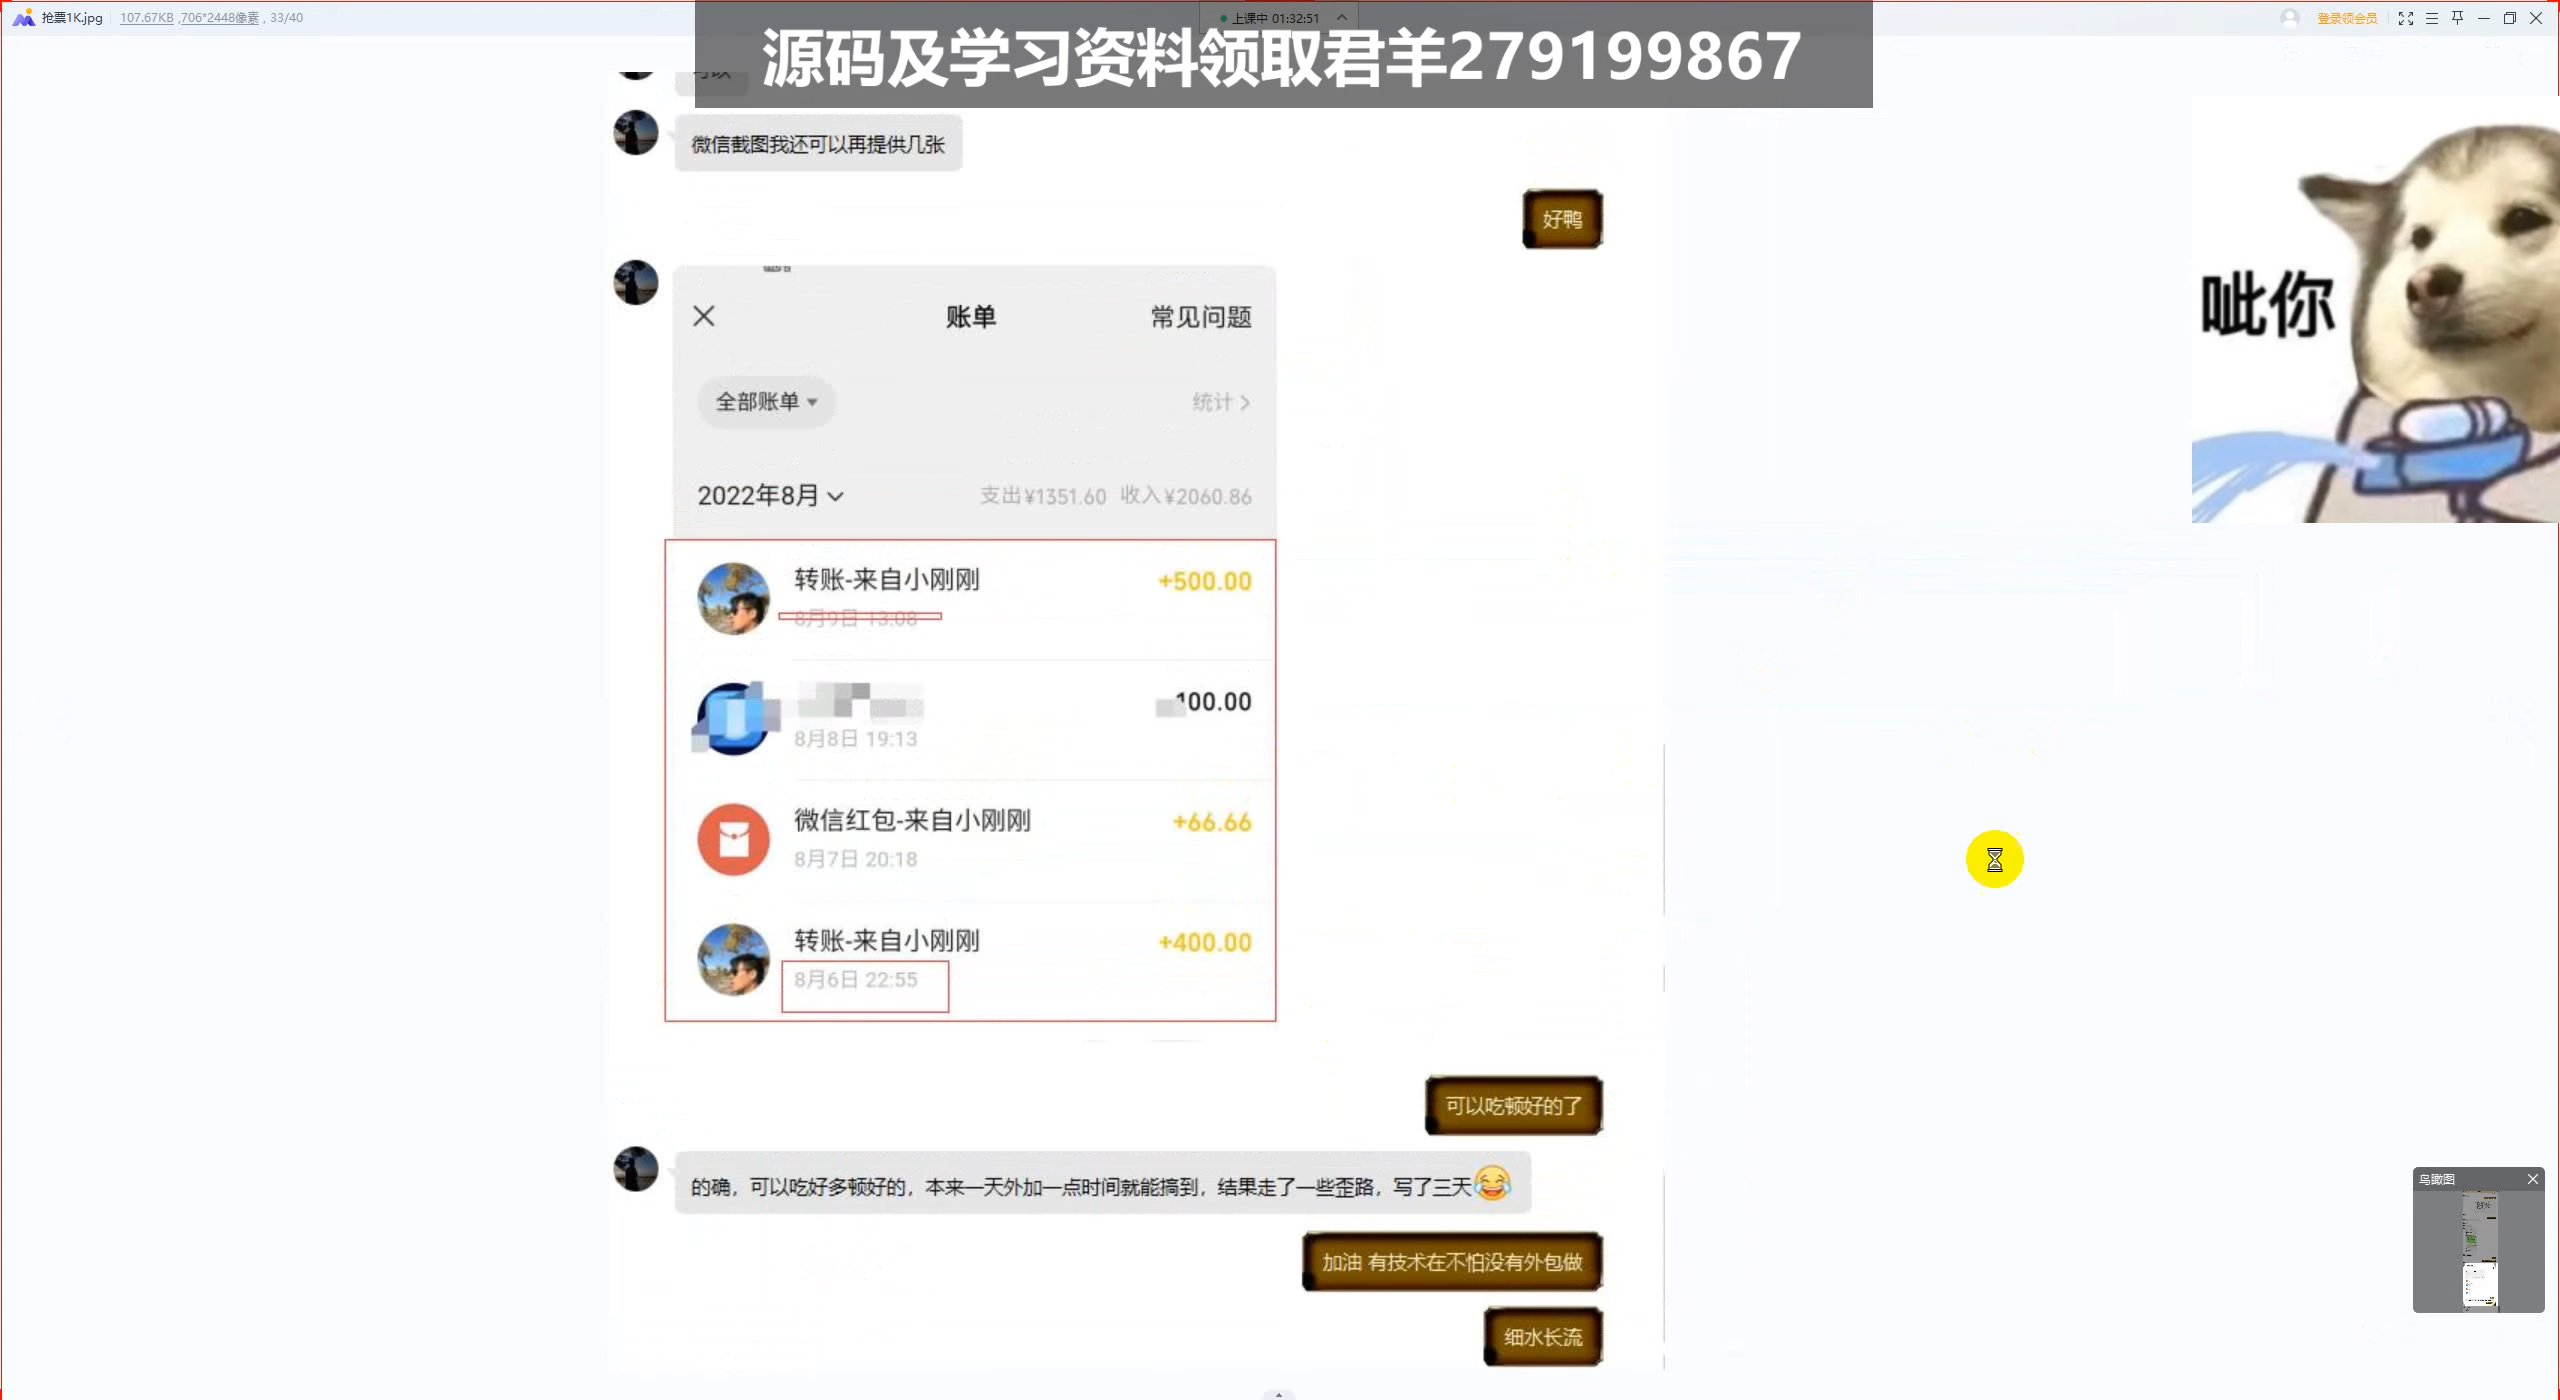 抢票1K.jpg
107.67KB ,706*2448像素 , 33/40
上课中 01:32:51
登录领会员
源码及学习资料领取君羊279199867
可以
微信截图我还可以再提供几张
好鸭
呲你
账单
常见问题
全部账单
统计
2022年8月
支出¥1351.60 收入¥2060.86
转账-来自小刚刚
+500.00
8月9日 13:08
100.00
8月8日 19:13
微信红包-来自小刚刚
+66.66
8月7日 20:18
转账-来自小刚刚
+400.00
8月6日 22:55
可以吃顿好的了
的确，可以吃好多顿好的，本来一天外加一点时间就能搞到，结果走了一些歪路，写了三天😂
鸟瞰图
加油 有技术在不怕没有外包做
细水长流